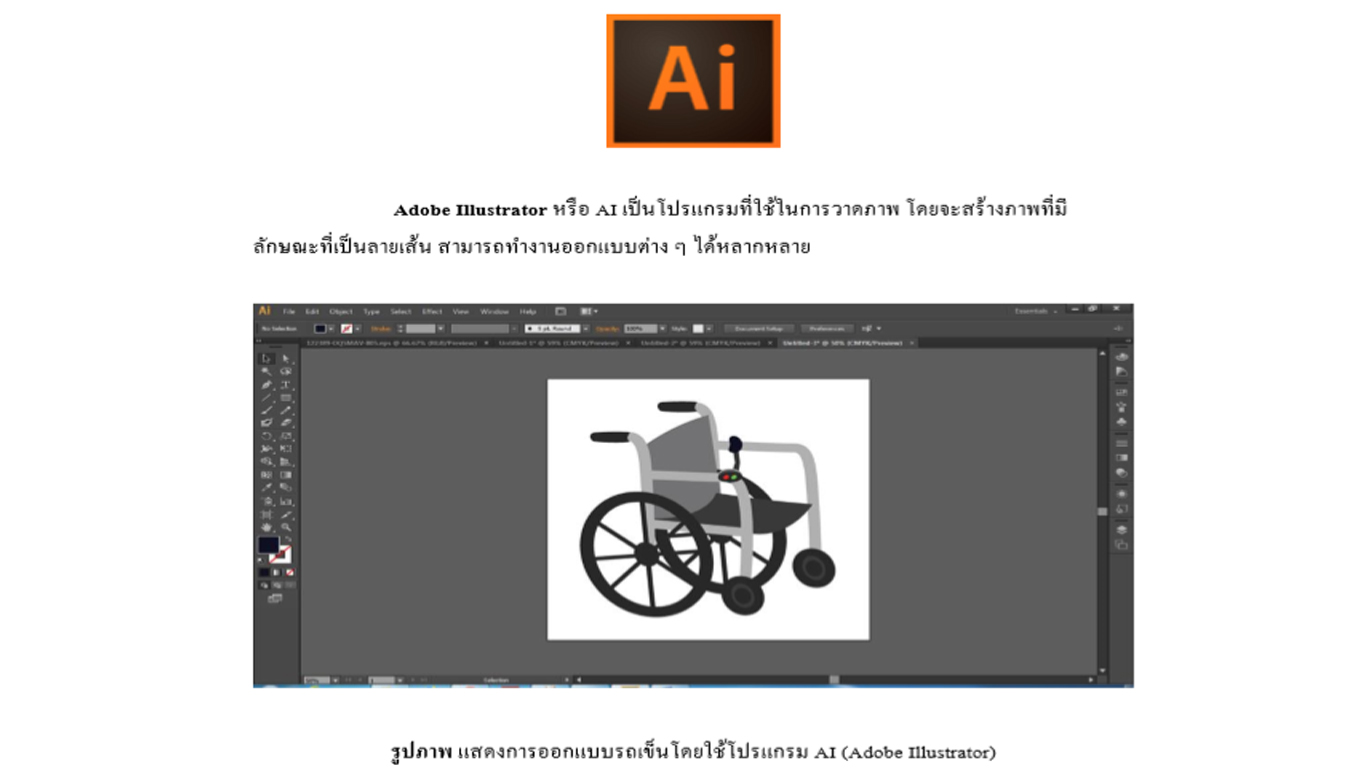 Ai
Adobe Illustrator หรือ AI เป็นโปรแกรมที่ใช้ในการวาดภาพ โดยจะสร้างภาพที่มี
ลักษณะที่เป็นลายเส้น สามารถทำงานออกแบบต่าง ๆ ได้หลากหลาย
Ai File Edit Object Type Select Effect View Window Help Essentials
No Selection Stroke: 5 pt. Round Opacity: 100% Style: Document Setup Preferences
@ 66.67% (RGB/Preview) Untitled-1* @ 50% (CMYK/Preview) Untitled-2* @ 50% (CMYK/Preview) Untitled-3* @ 50% (CMYK/Preview)
50% 1 Selection
รูปภาพ แสดงการออกแบบรถเข็นโดยใช้โปรแกรม AI (Adobe Illustrator)